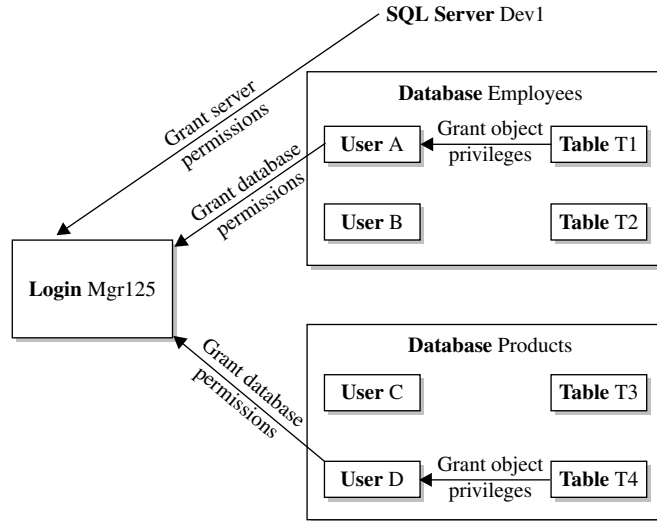 SQL Server Dev1
Grant server
permissions
Database Employees
User A
Grant object
privileges
Table T1
Grant database
permissions
User B
Table T2
Login Mgr125
Database Products
Grant database
permissions
User C
Table T3
User D
Grant object
privileges
Table T4